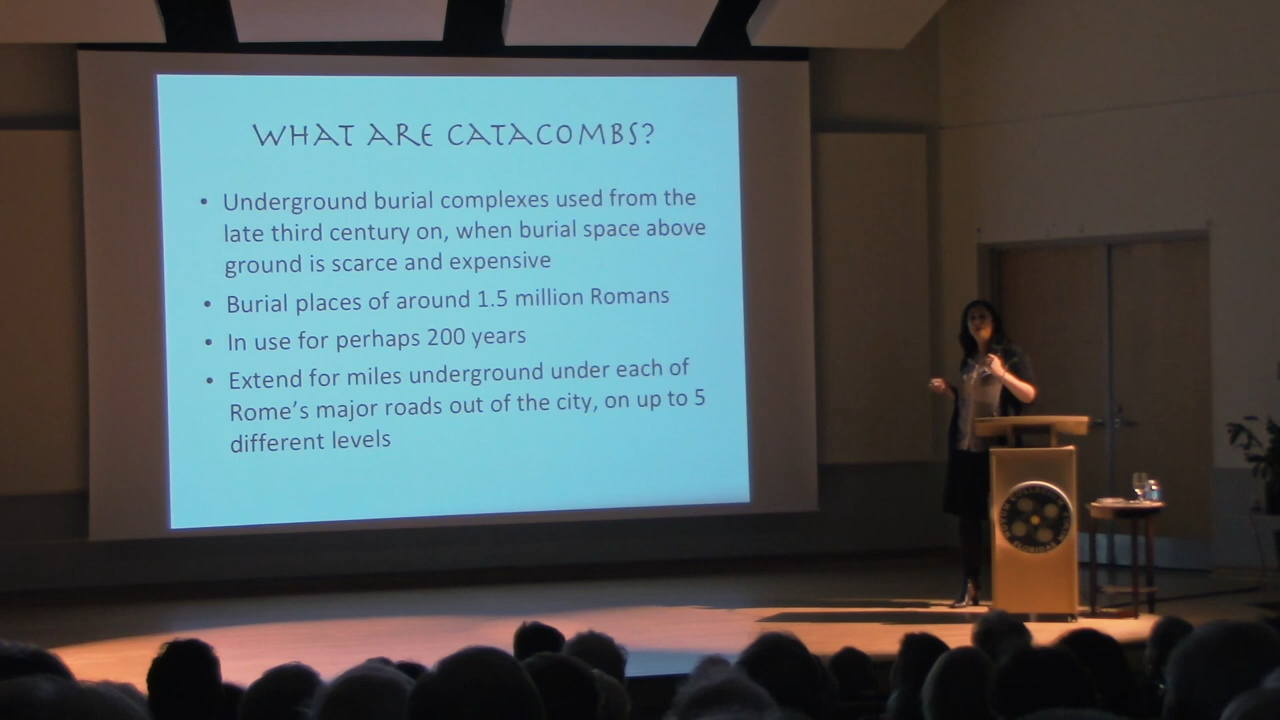 WHAT ARE CATACOMBS?
• Underground burial complexes used from the
late third century on, when burial space above
ground is scarce and expensive
• Burial places of around 1.5 million Romans
• In use for perhaps 200 years
• Extend for miles underground under each of
Rome's major roads out of the city, on up to 5
different levels